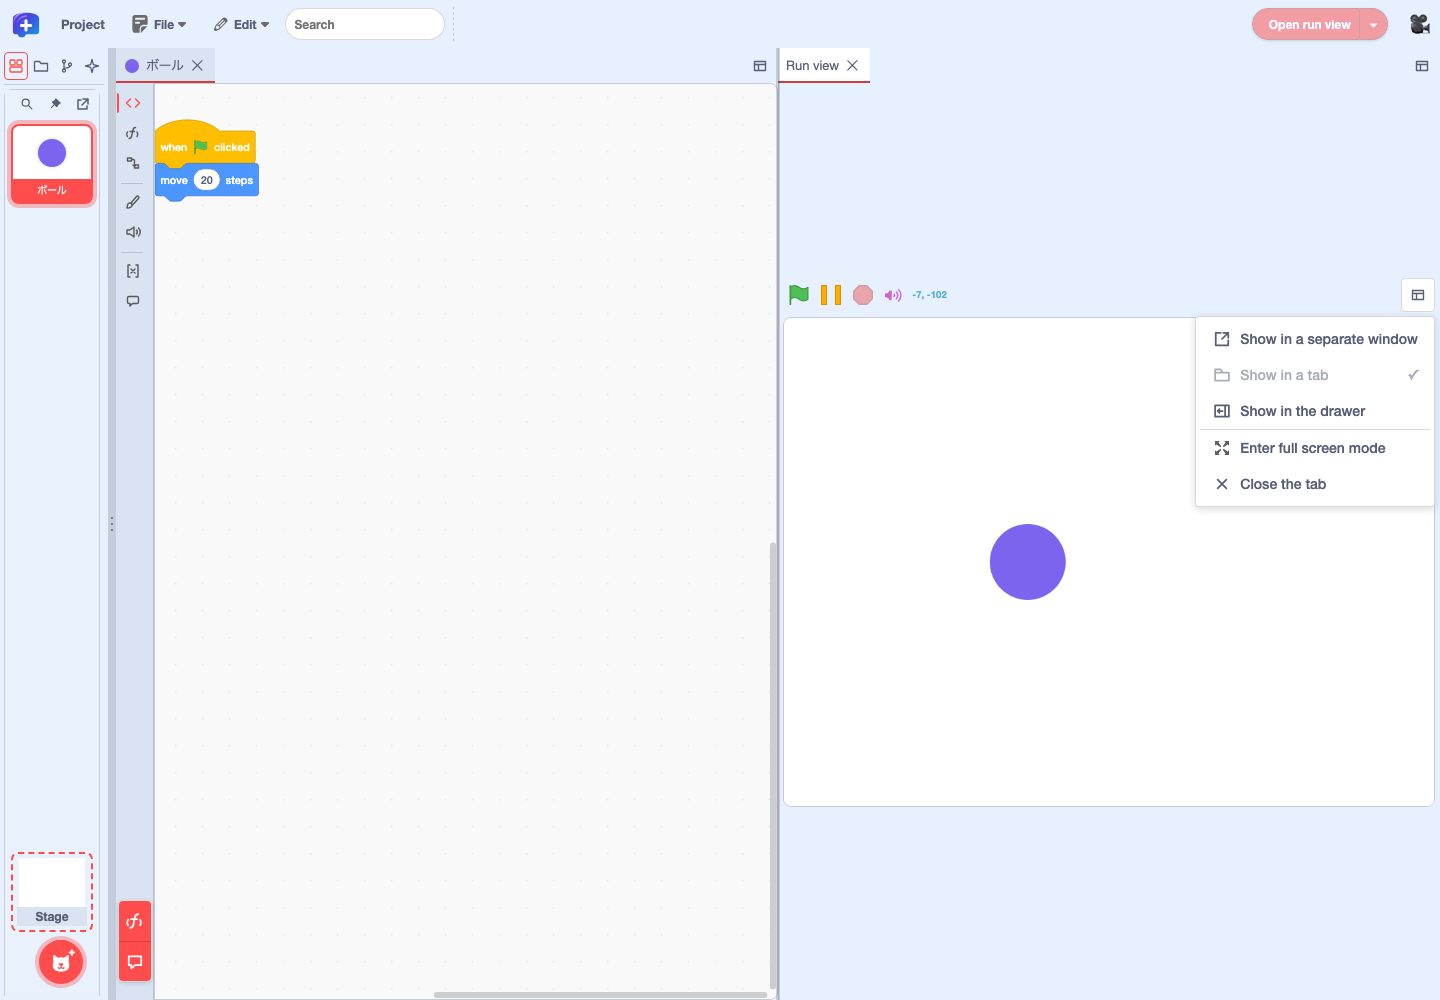 Project
File
Edit
Search
Open run view
ボール
Run view
when clicked
move 20 steps
ボール
-7, -102
Show in a separate window
Show in a tab
Show in the drawer
Enter full screen mode
Close the tab
Stage